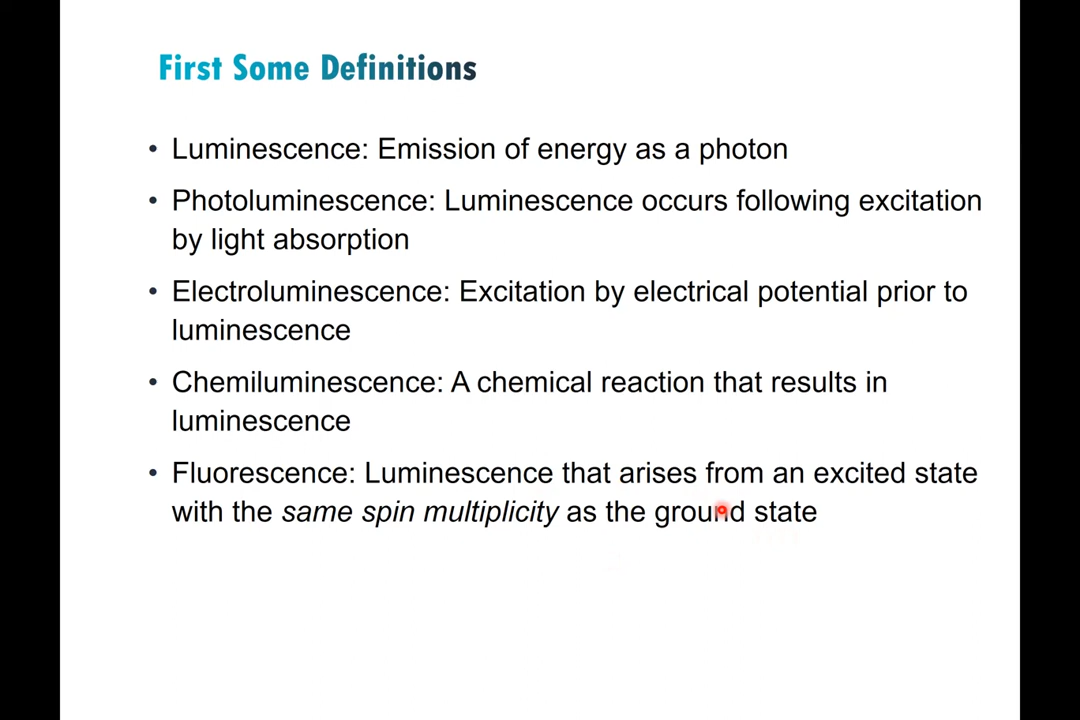 First Some Definitions
• Luminescence: Emission of energy as a photon
• Photoluminescence: Luminescence occurs following excitation
by light absorption
• Electroluminescence: Excitation by electrical potential prior to
luminescence
• Chemiluminescence: A chemical reaction that results in
luminescence
• Fluorescence: Luminescence that arises from an excited state
with the same spin multiplicity as the ground state